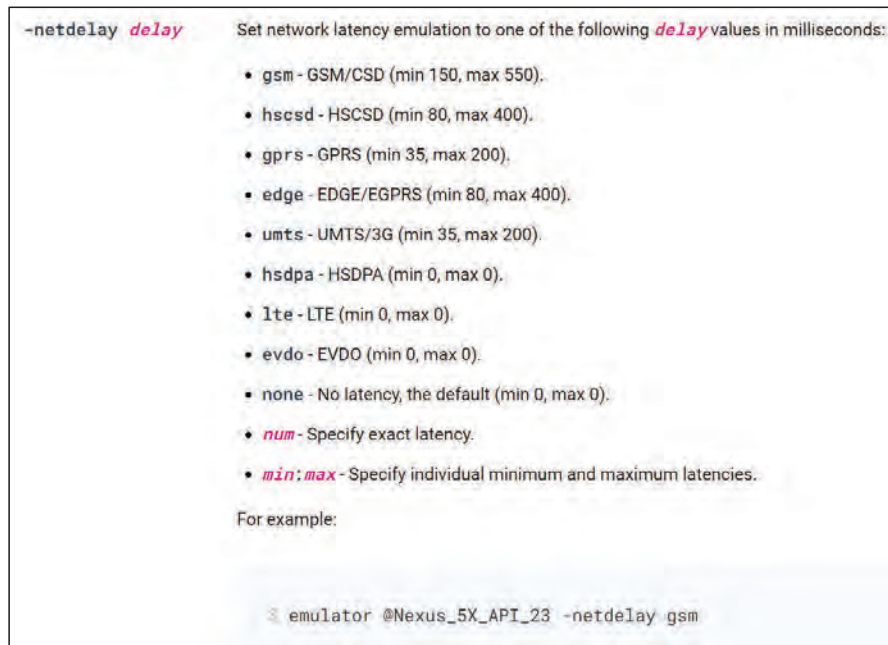 -netdelay delay Set network latency emulation to one of the following delay values in milliseconds:
• gsm - GSM/CSD (min 150, max 550).
• hscsd - HSCSD (min 80, max 400).
• gprs - GPRS (min 35, max 200).
• edge - EDGE/EGPRS (min 80, max 400).
• umts - UMTS/3G (min 35, max 200).
• hsdpa - HSDPA (min 0, max 0).
• lte - LTE (min 0, max 0).
• evdo - EVDO (min 0, max 0).
• none - No latency, the default (min 0, max 0).
• num - Specify exact latency.
• min:max - Specify individual minimum and maximum latencies.
For example:
$ emulator @Nexus_5X_API_23 -netdelay gsm